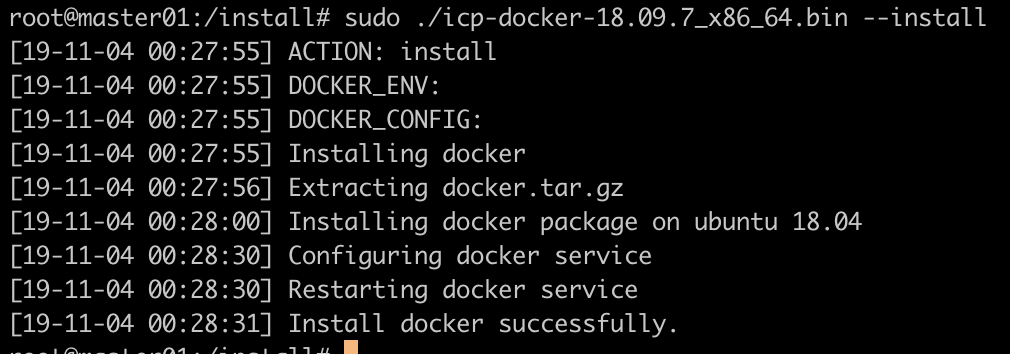 root@master01:/install# sudo ./icp-docker-18.09.7_x86_64.bin --install
[19-11-04 00:27:55] ACTION: install
[19-11-04 00:27:55] DOCKER_ENV:
[19-11-04 00:27:55] DOCKER_CONFIG:
[19-11-04 00:27:55] Installing docker
[19-11-04 00:27:56] Extracting docker.tar.gz
[19-11-04 00:28:00] Installing docker package on ubuntu 18.04
[19-11-04 00:28:30] Configuring docker service
[19-11-04 00:28:30] Restarting docker service
[19-11-04 00:28:31] Install docker successfully.
root@master01:/install#